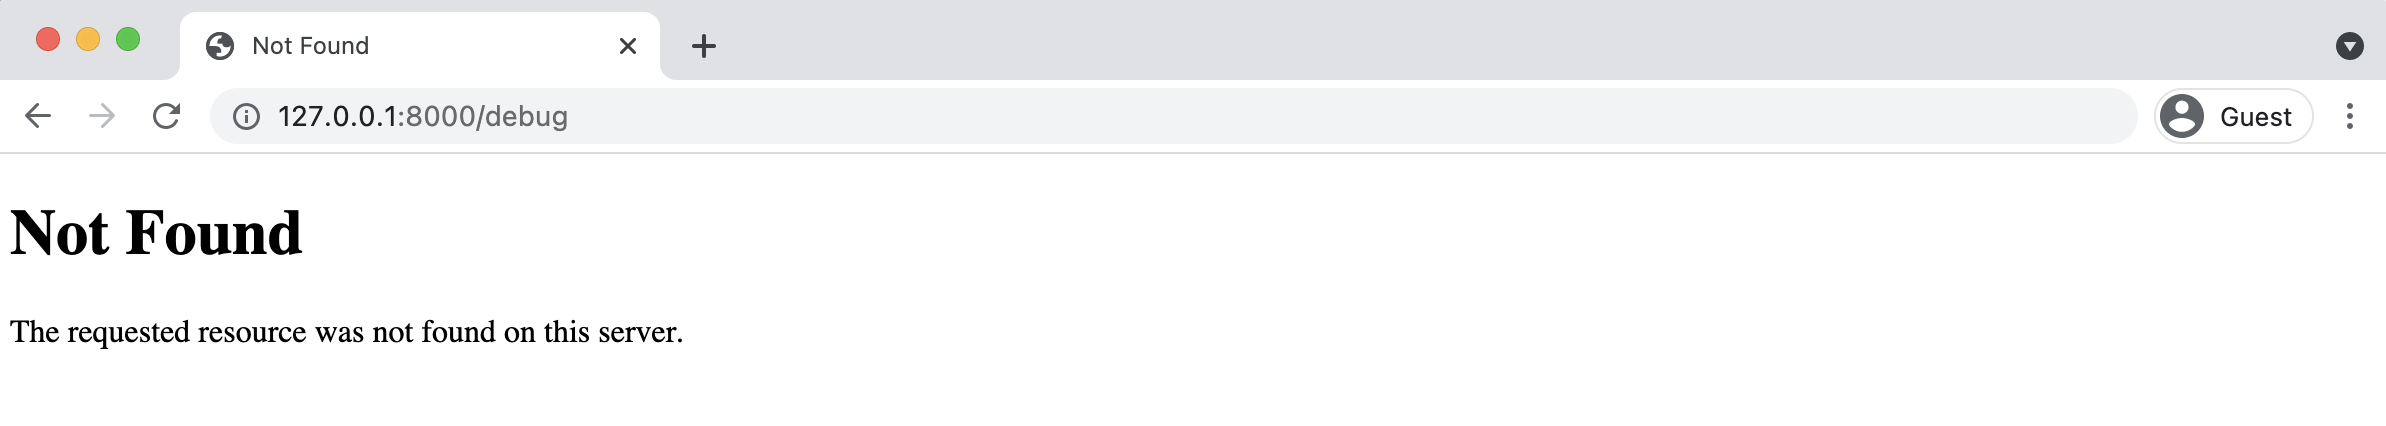 Not Found
127.0.0.1:8000/debug
Guest
Not Found
The requested resource was not found on this server.